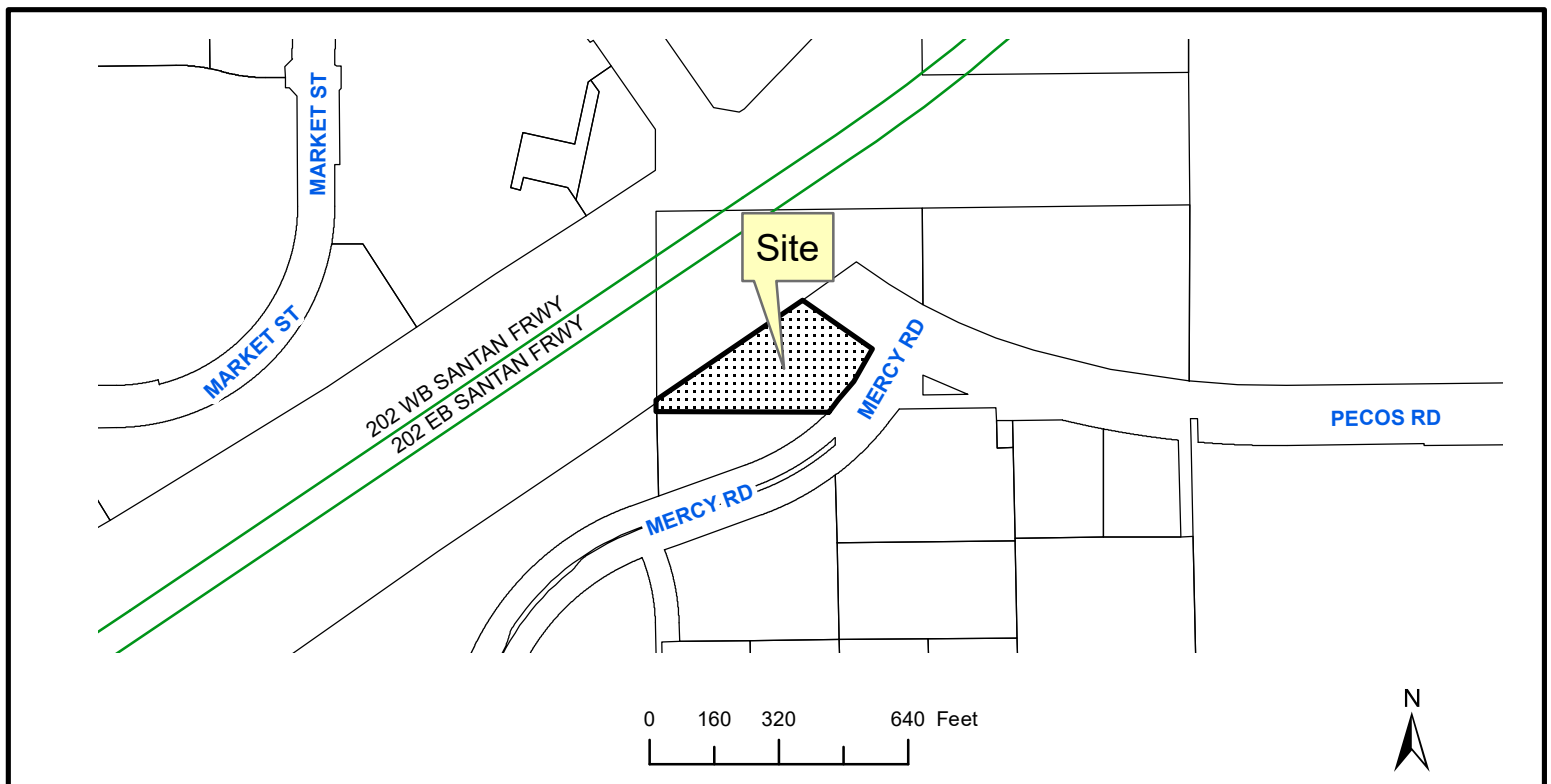 MARKET ST
Site
MARKET ST
202 WB SANTAN FRWY
202 EB SANTAN FRWY
MERCY RD
PECOS RD
MERCY RD
0 160 320 640 Feet
N